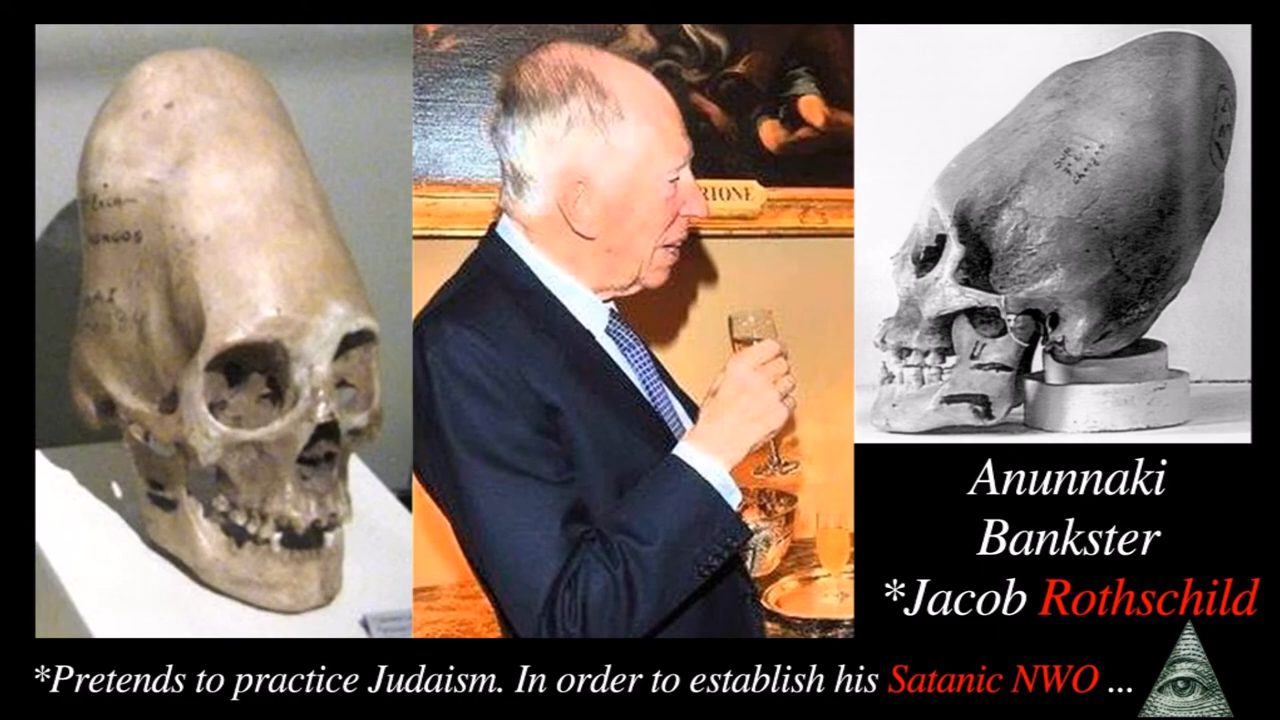 RIONE
Anunnaki
Bankster
*Jacob Rothschild
*Pretends to practice Judaism. In order to establish his Satanic NWO ...